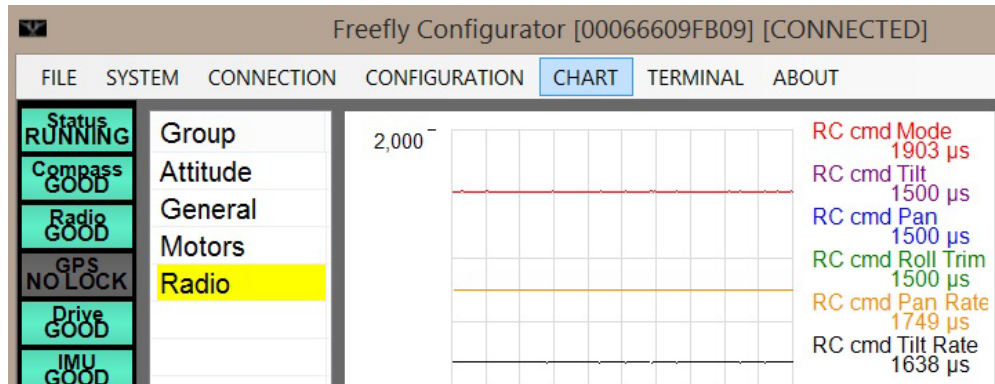 Freefly Configurator [00066609FB09] [CONNECTED]
FILE SYSTEM CONNECTION CONFIGURATION CHART TERMINAL ABOUT
Status
RUNNING
Compass
GOOD
Radio
GOOD
GPS
NO LOCK
Drive
GOOD
IMU
GOOD
Group
Attitude
General
Motors
Radio
2,000
RC cmd Mode
1903 µs
RC cmd Tilt
1500 µs
RC cmd Pan
1500 µs
RC cmd Roll Trim
1500 µs
RC cmd Pan Rate
1749 µs
RC cmd Tilt Rate
1638 µs